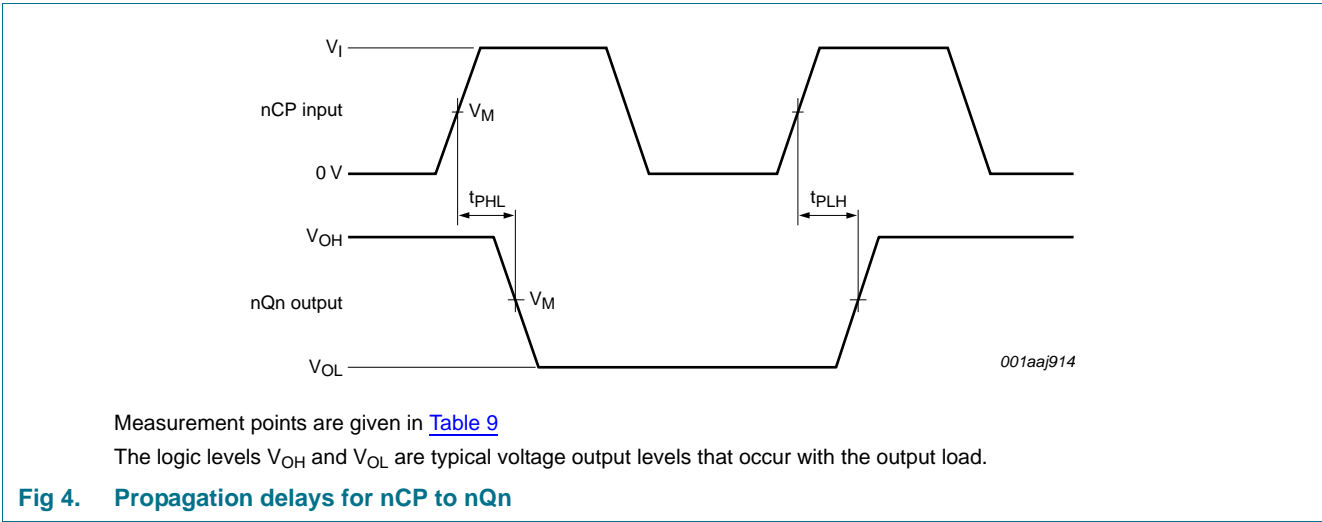 VI
nCP input
VM
0 V
tPHL
tPLH
VOH
nQn output
VM
VOL
001aaj914
Measurement points are given in Table 9
The logic levels VOH and VOL are typical voltage output levels that occur with the output load.
Fig 4. Propagation delays for nCP to nQn